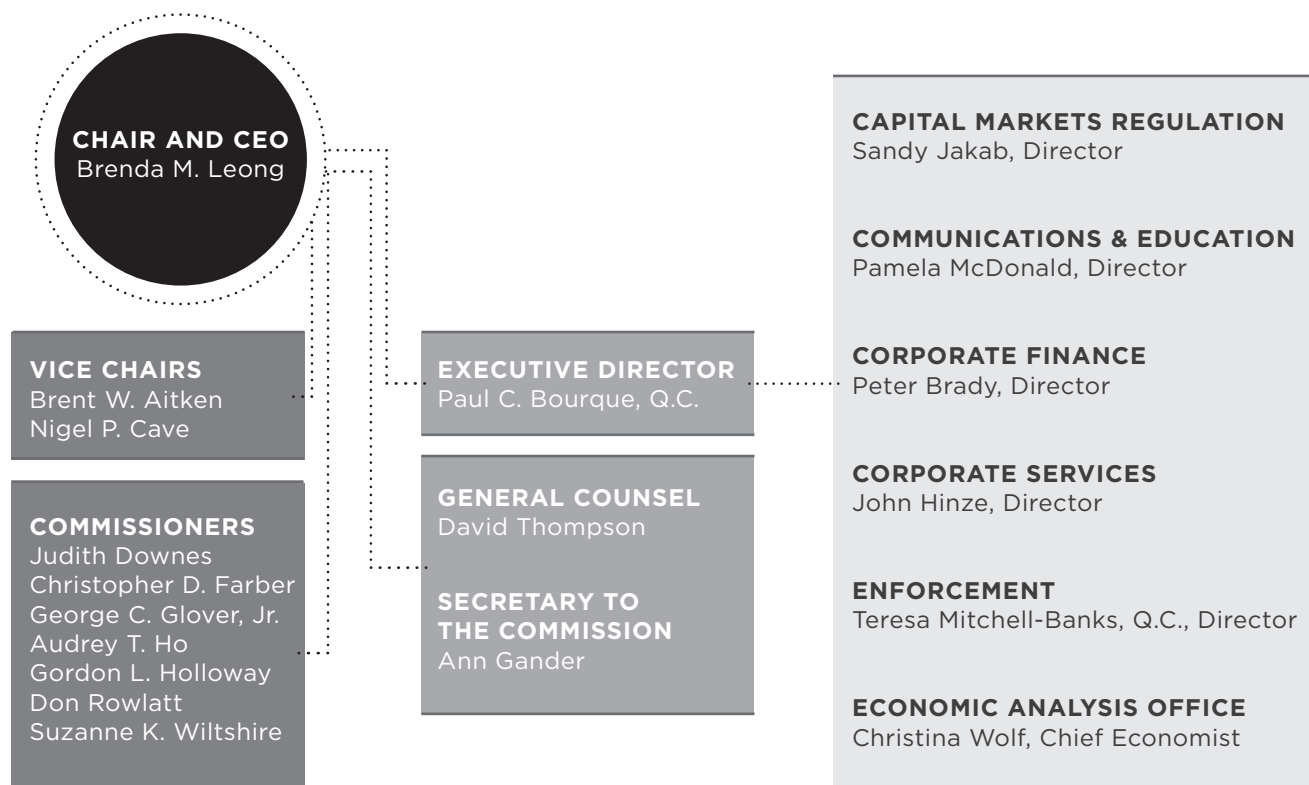 CHAIR AND CEO
Brenda M. Leong
VICE CHAIRS
Brent W. Aitken
Nigel P. Cave
COMMISSIONERS
Judith Downes
Christopher D. Farber
George C. Glover, Jr.
Audrey T. Ho
Gordon L. Holloway
Don Rowlatt
Suzanne K. Wiltshire
EXECUTIVE DIRECTOR
Paul C. Bourque, Q.C.
GENERAL COUNSEL
David Thompson
SECRETARY TO
THE COMMISSION
Ann Gander
CAPITAL MARKETS REGULATION
Sandy Jakab, Director
COMMUNICATIONS & EDUCATION
Pamela McDonald, Director
CORPORATE FINANCE
Peter Brady, Director
CORPORATE SERVICES
John Hinze, Director
ENFORCEMENT
Teresa Mitchell-Banks, Q.C., Director
ECONOMIC ANALYSIS OFFICE
Christina Wolf, Chief Economist